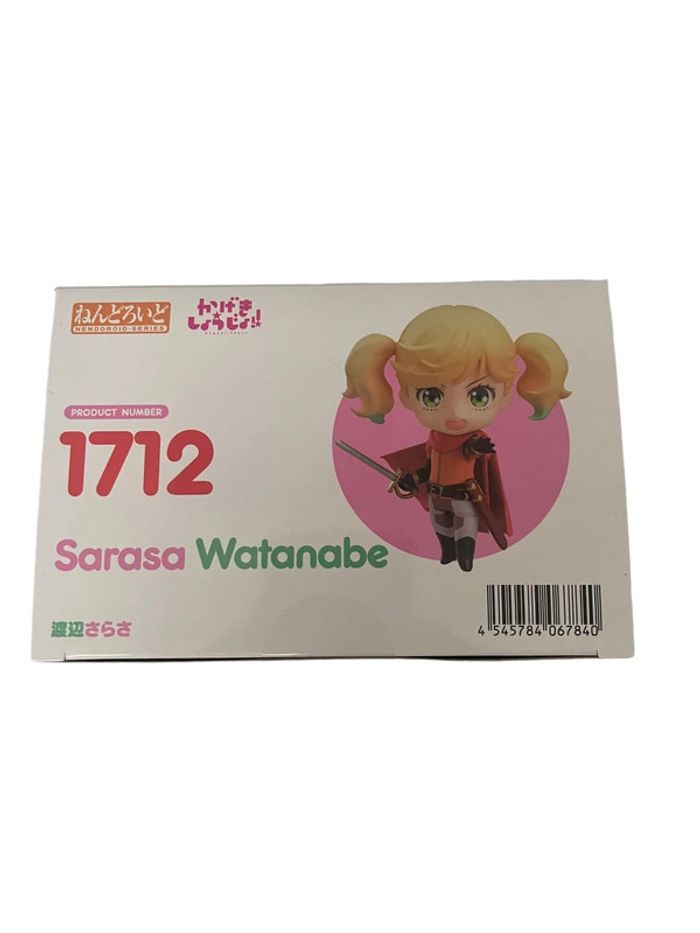 ねんどろいど
NENDOROID-SERIES
かげき
しょうじょ!!
PRODUCT NUMBER
1712
Sarasa Watanabe
渡辺さらさ
4 545784 067840